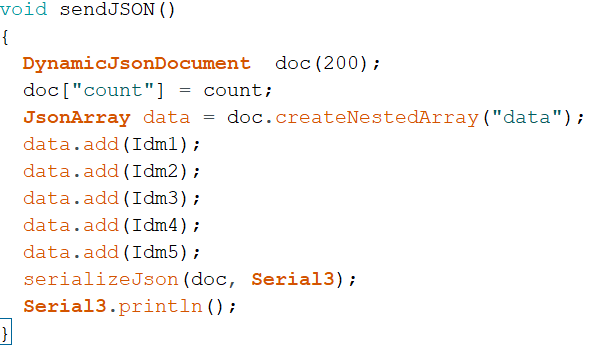 void sendJSON()
{
  DynamicJsonDocument  doc(200);
  doc["count"] = count;
  JsonArray data = doc.createNestedArray("data");
  data.add(Idm1);
  data.add(Idm2);
  data.add(Idm3);
  data.add(Idm4);
  data.add(Idm5);
  serializeJson(doc, Serial3);
  Serial3.println();
}